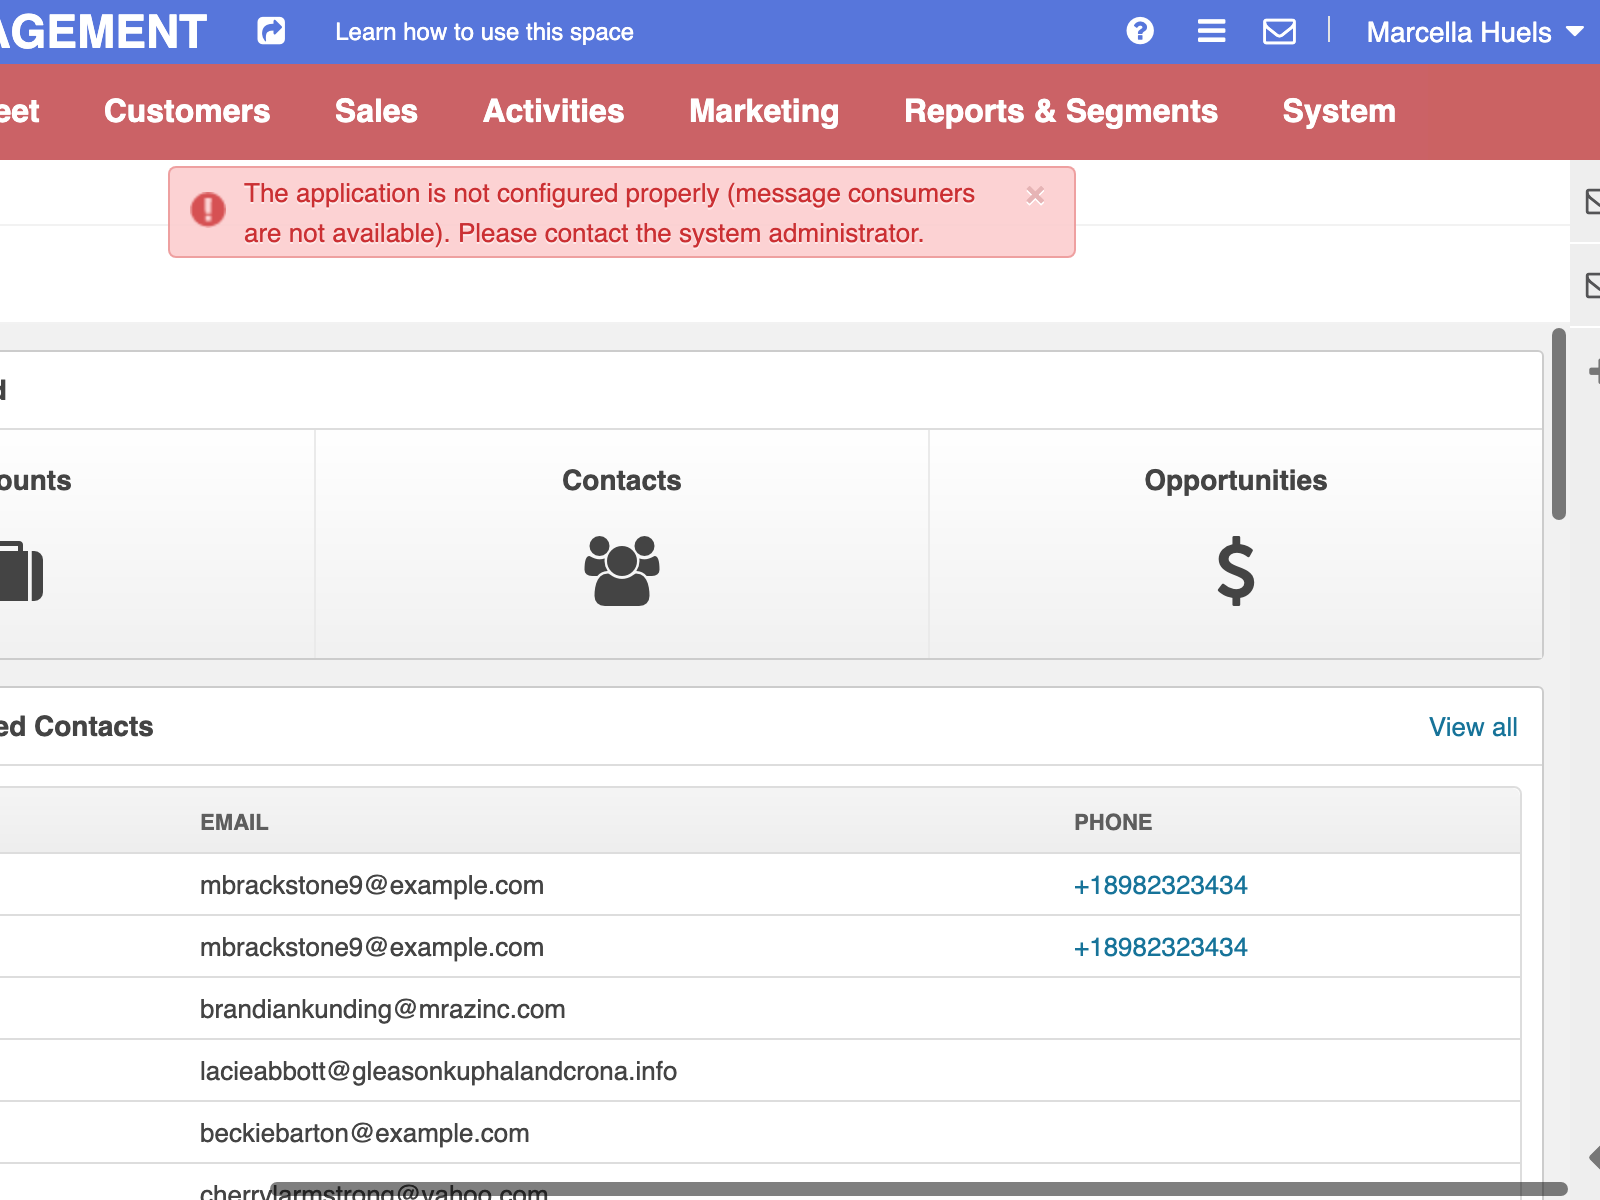 AGEMENT Learn how to use this space Marcella Huels
eet Customers Sales Activities Marketing Reports & Segments System
The application is not configured properly (message consumers
are not available). Please contact the system administrator.
d
ounts Contacts Opportunities
ed Contacts View all
EMAIL PHONE
mbrackstone9@example.com +18982323434
mbrackstone9@example.com +18982323434
brandiankunding@mrazinc.com
lacieabbott@gleasonkuphalandcrona.info
beckiebarton@example.com
cherrylarmstrong@yahoo.com